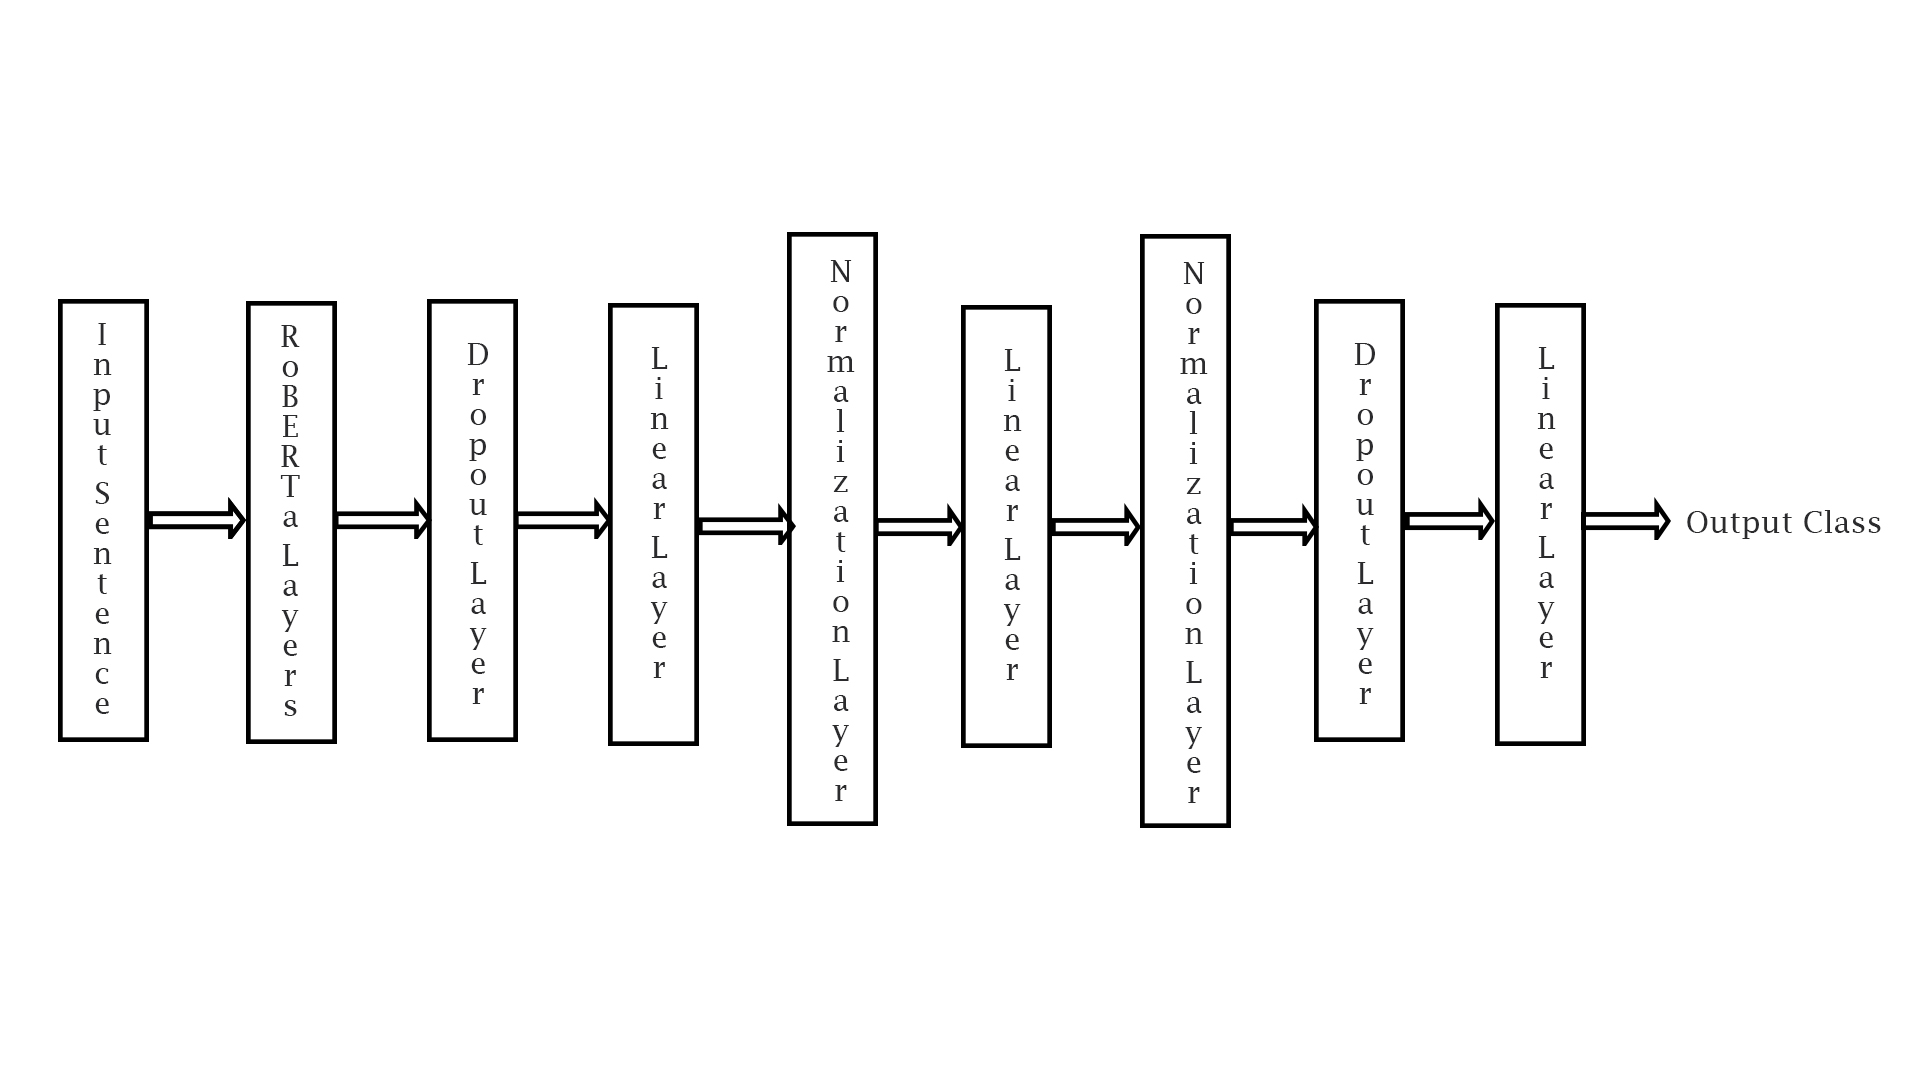 Input Sentence
RoBERTa Layers
Dropout Layer
Linear Layer
Normalization Layer
Linear Layer
Normalization Layer
Dropout Layer
Linear Layer
Output Class